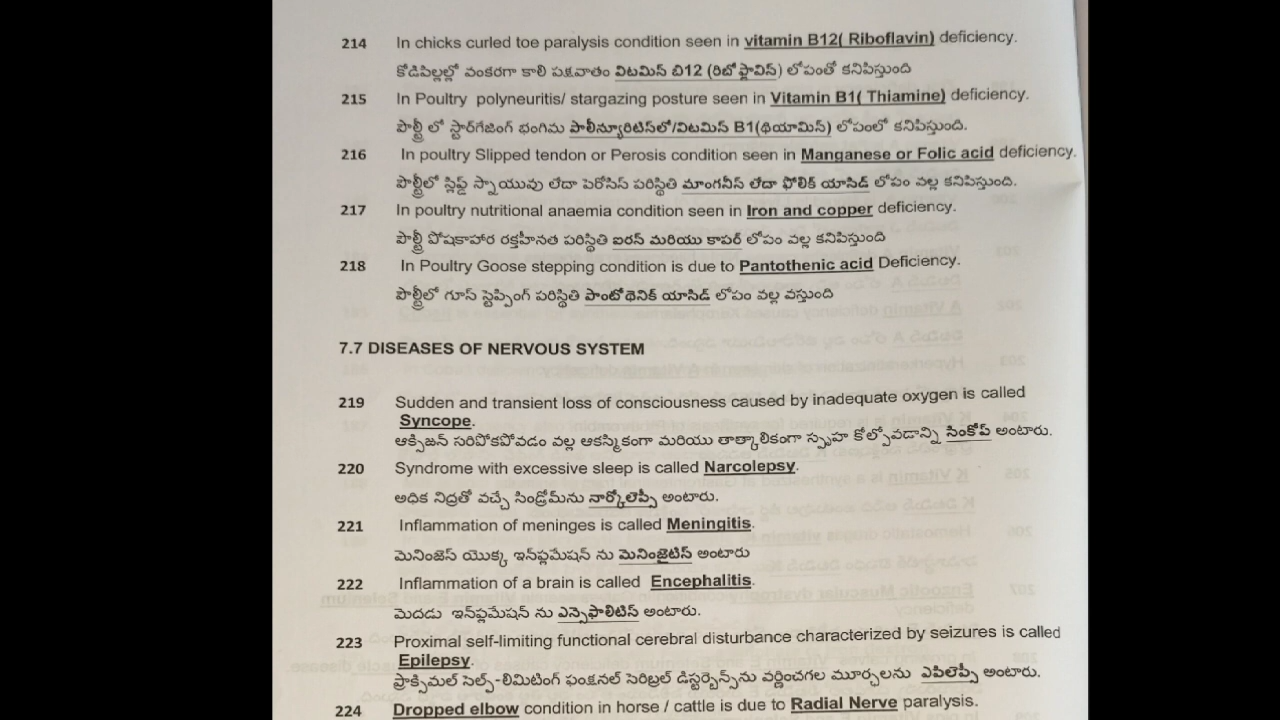 214 In chicks curled toe paralysis condition seen in vitamin B12( Riboflavin) deficiency.
కోడిపిల్లల్లో వంకరగా కాలి పక్షవాతం విటమిన్ బి12 (రిబోఫ్లావిన్) లోపంతో కనిపిస్తుంది
215 In Poultry polyneuritis/ stargazing posture seen in Vitamin B1( Thiamine) deficiency.
పౌల్ట్రీ లో స్టార్‌గేజింగ్ భంగిమ పాలీన్యూరిటిస్‌లో/విటమిన్ B1(థియామిన్) లోపంలో కనిపిస్తుంది.
216 In poultry Slipped tendon or Perosis condition seen in Manganese or Folic acid deficiency.
పౌల్ట్రీలో స్లిప్డ్ స్నాయువు లేదా పెరోసిస్ పరిస్థితి మాంగనీస్ లేదా ఫోలిక్ యాసిడ్ లోపం వల్ల కనిపిస్తుంది.
217 In poultry nutritional anaemia condition seen in Iron and copper deficiency.
పౌల్ట్రీ పోషకాహార రక్తహీనత పరిస్థితి ఐరన్ మరియు కాపర్ లోపం వల్ల కనిపిస్తుంది
218 In Poultry Goose stepping condition is due to Pantothenic acid Deficiency.
పౌల్ట్రీలో గూస్ స్టెప్పింగ్ పరిస్థితి పాంటోథెనిక్ యాసిడ్ లోపం వల్ల వస్తుంది
7.7 DISEASES OF NERVOUS SYSTEM
219 Sudden and transient loss of consciousness caused by inadequate oxygen is called
Syncope.
ఆక్సిజన్ సరిపోకపోవడం వల్ల ఆకస్మికంగా మరియు తాత్కాలికంగా స్పృహ కోల్పోవడాన్ని సింకోప్ అంటారు.
220 Syndrome with excessive sleep is called Narcolepsy.
అధిక నిద్రతో వచ్చే సిండ్రోమ్‌ను నార్కోలెప్సీ అంటారు.
221 Inflammation of meninges is called Meningitis.
మెనింజెస్ యొక్క ఇన్‌ఫ్లమేషన్ ను మెనింజైటిస్ అంటారు
222 Inflammation of a brain is called Encephalitis.
మెదడు ఇన్‌ఫ్లమేషన్ ను ఎన్సెఫాలిటిస్ అంటారు.
223 Proximal self-limiting functional cerebral disturbance characterized by seizures is called
Epilepsy.
ప్రాక్సిమల్ సెల్ఫ్-లిమిటింగ్ ఫంక్షనల్ సెరిబ్రల్ డిస్టర్బెన్స్‌ను వర్ణించగల మూర్ఛలను ఎపిలెప్సీ అంటారు.
224 Dropped elbow condition in horse / cattle is due to Radial Nerve paralysis.